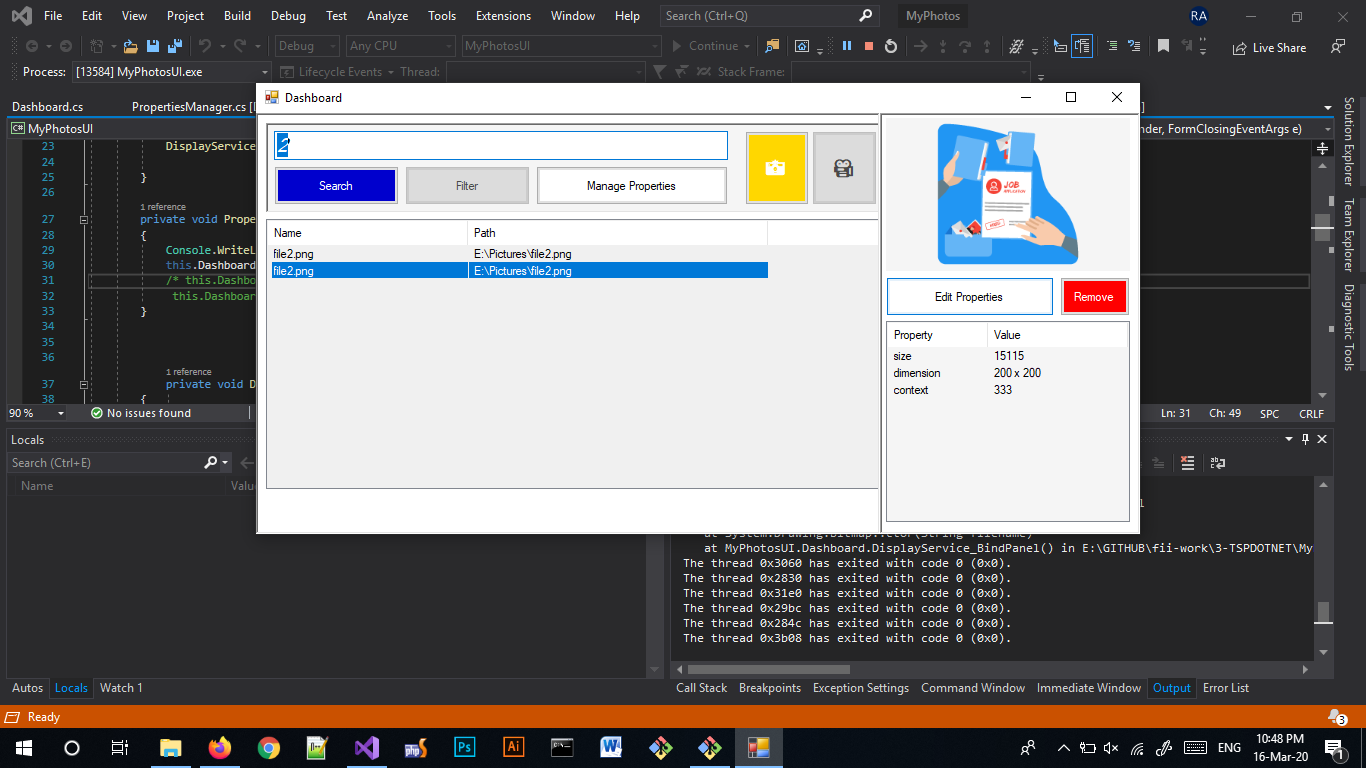 File Edit View Project Build Debug Test Analyze Tools Extensions Window Help Search (Ctrl+Q) MyPhotos RA
Debug Any CPU MyPhotosUI Continue Live Share
Process: [13584] MyPhotosUI.exe Lifecycle Events Thread: Stack Frame:
Dashboard.cs PropertiesManager.cs
MyPhotosUI nder, FormClosingEventArgs e)
23 DisplayService
24
25 }
26
1 reference
27 private void Prope
28 {
29 Console.WriteL
30 this.Dashboard
31 /* this.Dashbo
32 this.Dashboar
33 }
34
35
36
1 reference
37 private void D
38 {
90 % No issues found Ln: 31 Ch: 49 SPC CRLF
Solution Explorer
Team Explorer
Diagnostic Tools
Dashboard
2
Search Filter Manage Properties
Name Path
file2.png E:\Pictures\file2.png
file2.png E:\Pictures\file2.png
JOB
APPLICATION
Edit Properties Remove
Property Value
size 15115
dimension 200 x 200
context 333
Locals
Search (Ctrl+E)
Name Valu
at MyPhotosUI.Dashboard.DisplayService_BindPanel() in E:\GITHUB\fii-work\3-TSPDOTNET\My
The thread 0x3060 has exited with code 0 (0x0).
The thread 0x2830 has exited with code 0 (0x0).
The thread 0x31e0 has exited with code 0 (0x0).
The thread 0x29bc has exited with code 0 (0x0).
The thread 0x284c has exited with code 0 (0x0).
The thread 0x3b08 has exited with code 0 (0x0).
Autos Locals Watch 1 Call Stack Breakpoints Exception Settings Command Window Immediate Window Output Error List
Ready 3
php Ps Ai W ENG 10:48 PM
16-Mar-20 1